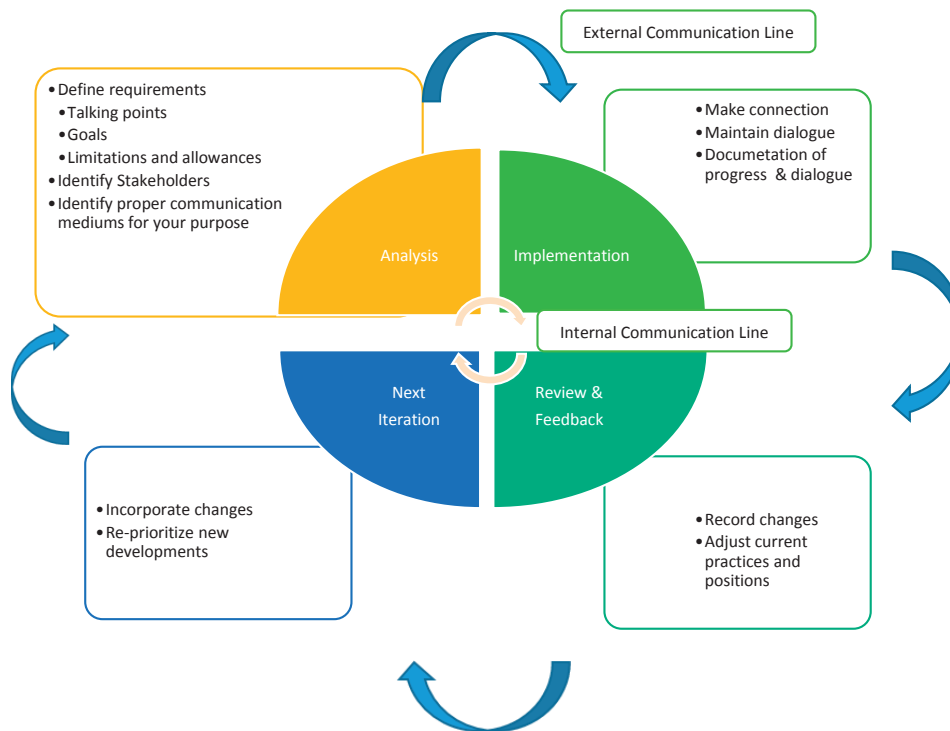 External Communication Line
• Define requirements
• Talking points
• Goals
• Limitations and allowances
• Identify Stakeholders
• Identify proper communication
mediums for your purpose
• Make connection
• Maintain dialogue
• Documetation of
progress & dialogue
Analysis
Implementation
Internal Communication Line
Next
Iteration
Review &
Feedback
• Incorporate changes
• Re-prioritize new
developments
• Record changes
• Adjust current
practices and
positions